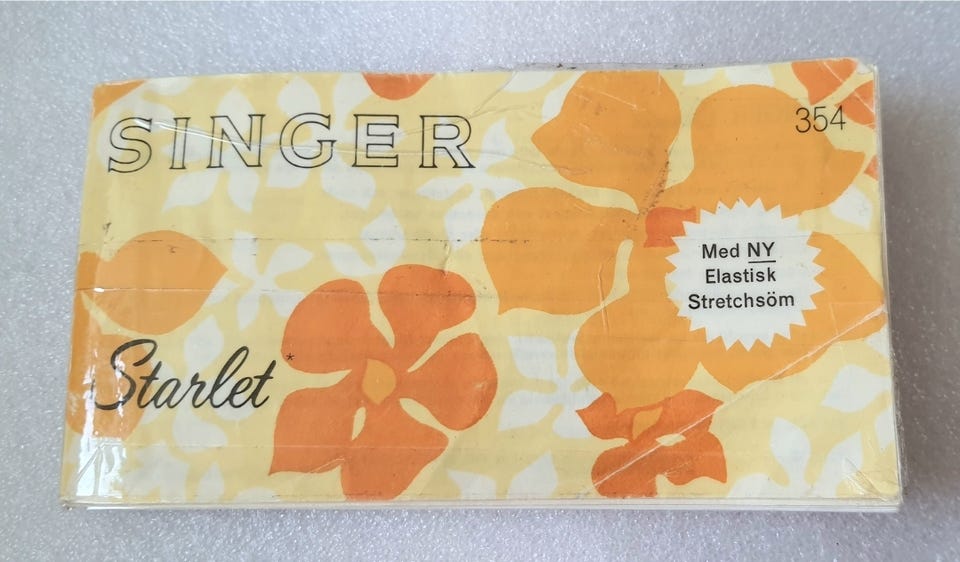 SINGER
354
Med NY
Elastisk
Stretchsöm
Starlet*